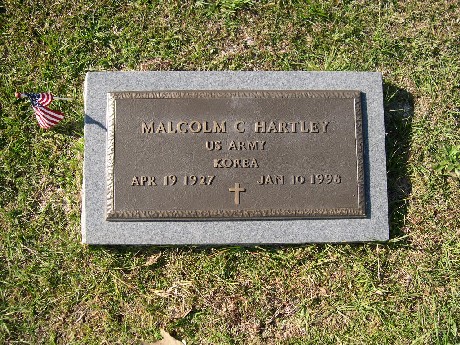 MALCOLM C HARTLEY
US ARMY
KOREA
APR 19 1927 JAN 10 1998